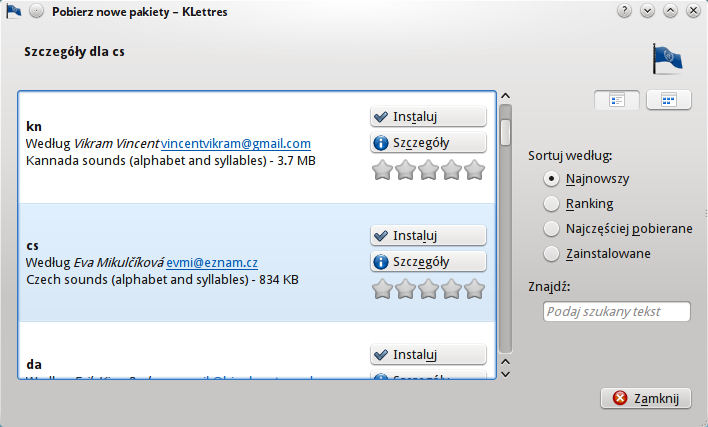 Pobierz nowe pakiety – KLettres
Szczegóły dla cs
kn
Według Vikram Vincent vincentvikram@gmail.com
Kannada sounds (alphabet and syllables) - 3.7 MB
Instaluj
Szczegóły
cs
Według Eva Mikulčíková evmi@eznam.cz
Czech sounds (alphabet and syllables) - 834 KB
Instaluj
Szczegóły
da
Instaluj
Szczegóły
Sortuj według:
Najnowszy
Ranking
Najczęściej pobierane
Zainstalowane
Znajdź:
Podaj szukany tekst
Zamknij